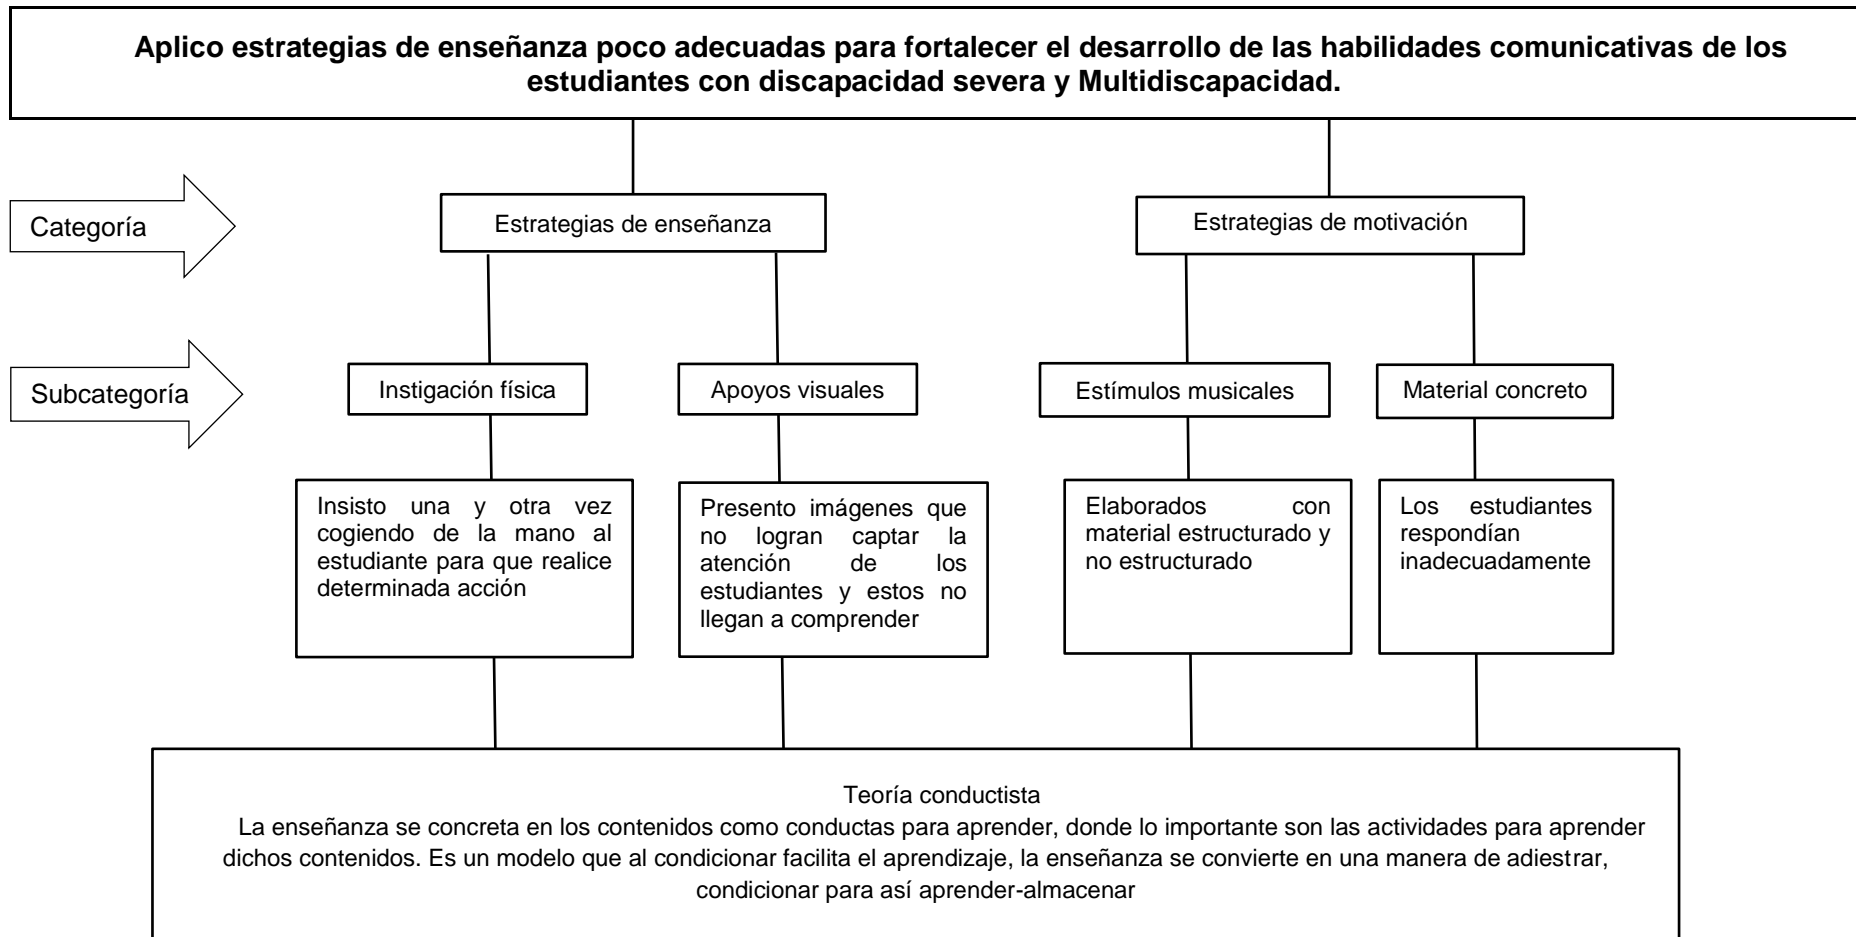 Aplico estrategias de enseñanza poco adecuadas para fortalecer el desarrollo de las habilidades comunicativas de los
estudiantes con discapacidad severa y Multidiscapacidad.
Categoría
Estrategias de enseñanza
Estrategias de motivación
Subcategoría
Instigación física
Apoyos visuales
Estímulos musicales
Material concreto
Insisto una y otra vez
cogiendo de la mano al
estudiante para que realice
determinada acción
Presento imágenes que
no logran captar la
atención de los
estudiantes y estos no
llegan a comprender
Elaborados con
material estructurado y
no estructurado
Los estudiantes
respondían
inadecuadamente
Teoría conductista
La enseñanza se concreta en los contenidos como conductas para aprender, donde lo importante son las actividades para aprender
dichos contenidos. Es un modelo que al condicionar facilita el aprendizaje, la enseñanza se convierte en una manera de adiestrar,
condicionar para así aprender-almacenar